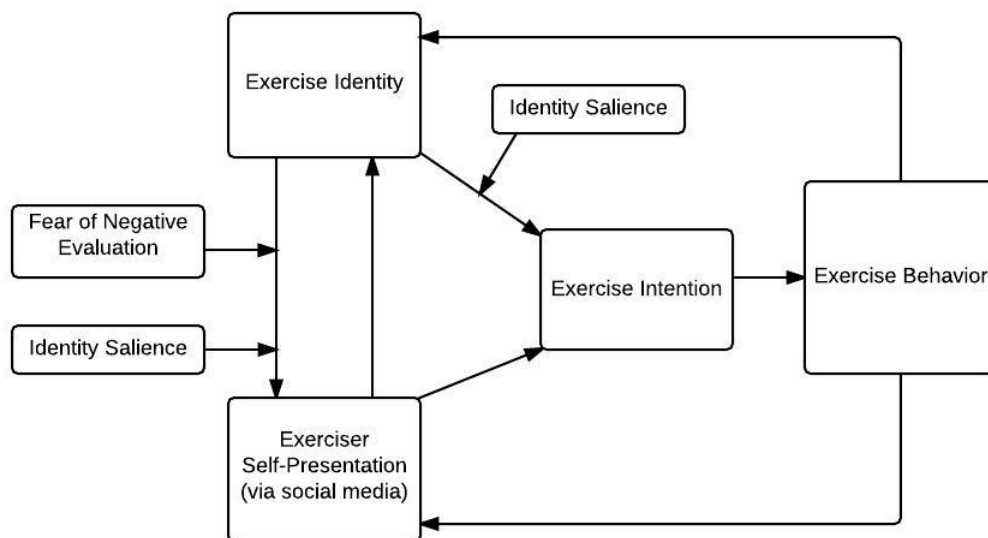 Exercise Identity
Identity Salience
Fear of Negative
Evaluation
Exercise Intention
Exercise Behavior
Identity Salience
Exerciser
Self-Presentation
(via social media)